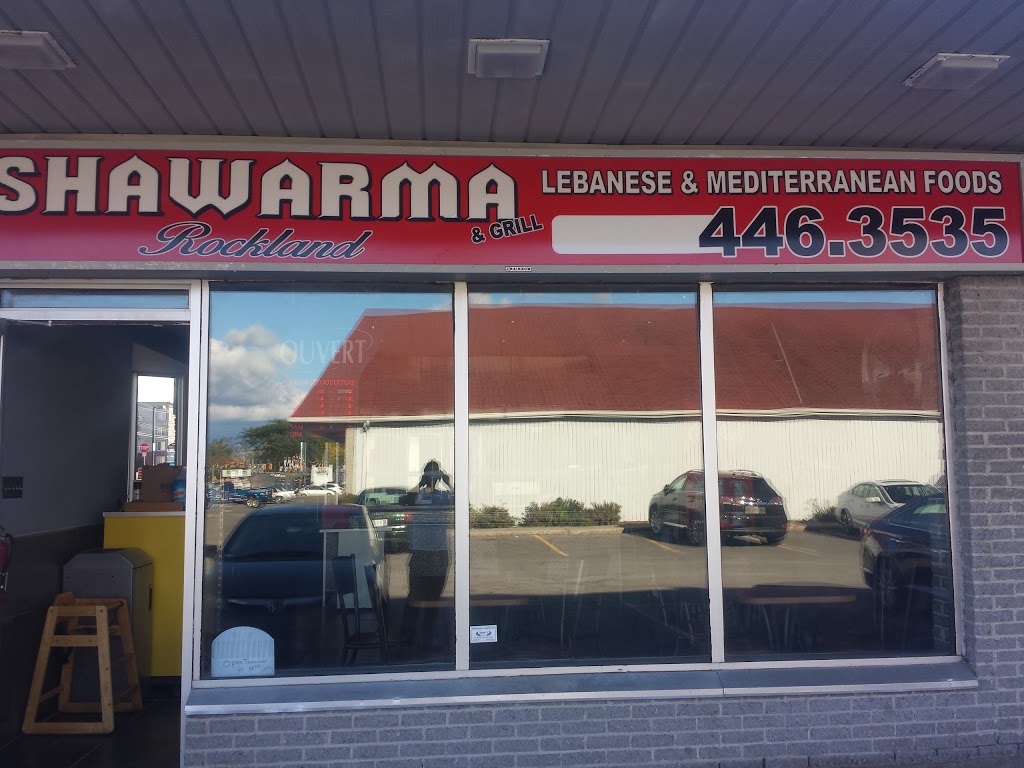 SHAWARMA
& GRILL
Rockland
LEBANESE & MEDITERRANEAN FOODS
446.3535
OUVERT